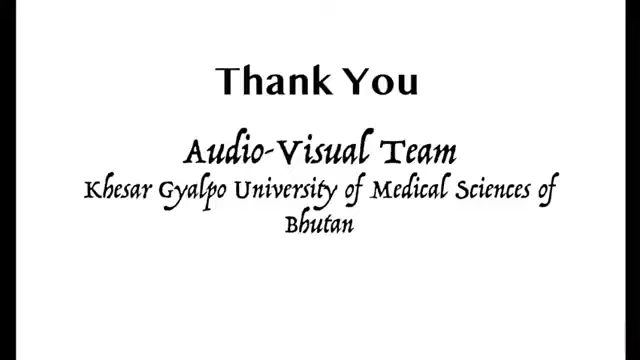 Thank You
Audio-Visual Team
Khesar Gyalpo University of Medical Sciences of
Bhutan